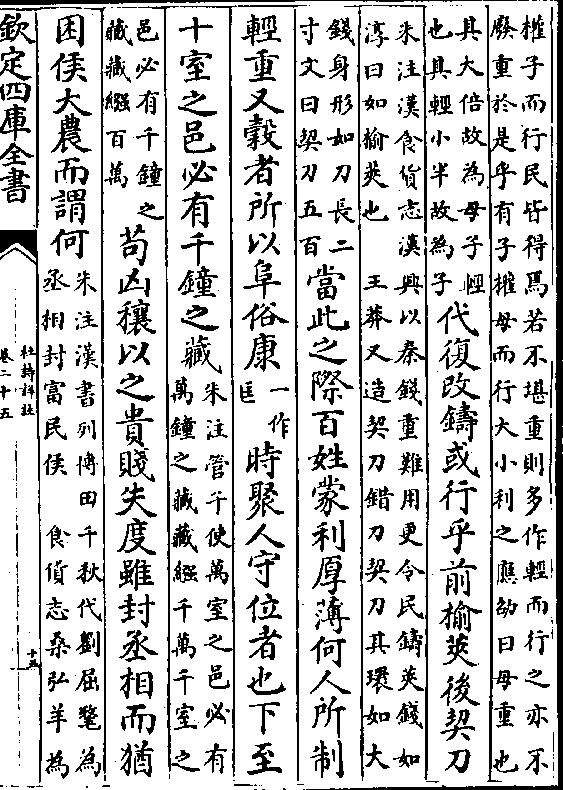 權子而行民皆得焉若不堪重則多作輕而行之亦不
廢重於是乎有子權母而行大小利之應劭曰母重也
其大倍故為母子輕
也其輕小半故為子
代復改鑄或行乎前榆莢後契刀
朱注漢食貨志漢興以秦錢重難用更令民鑄莢錢如
淳曰如榆莢也　王莽又造契刀錯刀契刀其環如大
錢身形如刀長二
寸文曰契刀五百
當此之際百姓蒙利厚薄何人所制
輕重又穀者所以阜俗康
一作
匡
時聚人守位者也下至
十室之邑必有千鐘之藏
朱注管子使萬室之邑必有
萬鐘之藏藏繦千萬千室之
邑必有千鐘之
藏藏繦百萬
苟凶穰以之貴賤失度雖封丞相而猶
困侯大農而謂何
朱注漢書列傳田千秋代劉屈氂為
丞相封富民侯　食貨志桑弘羊為
欽定四庫全書
杜詩詳註
卷二十五
十五